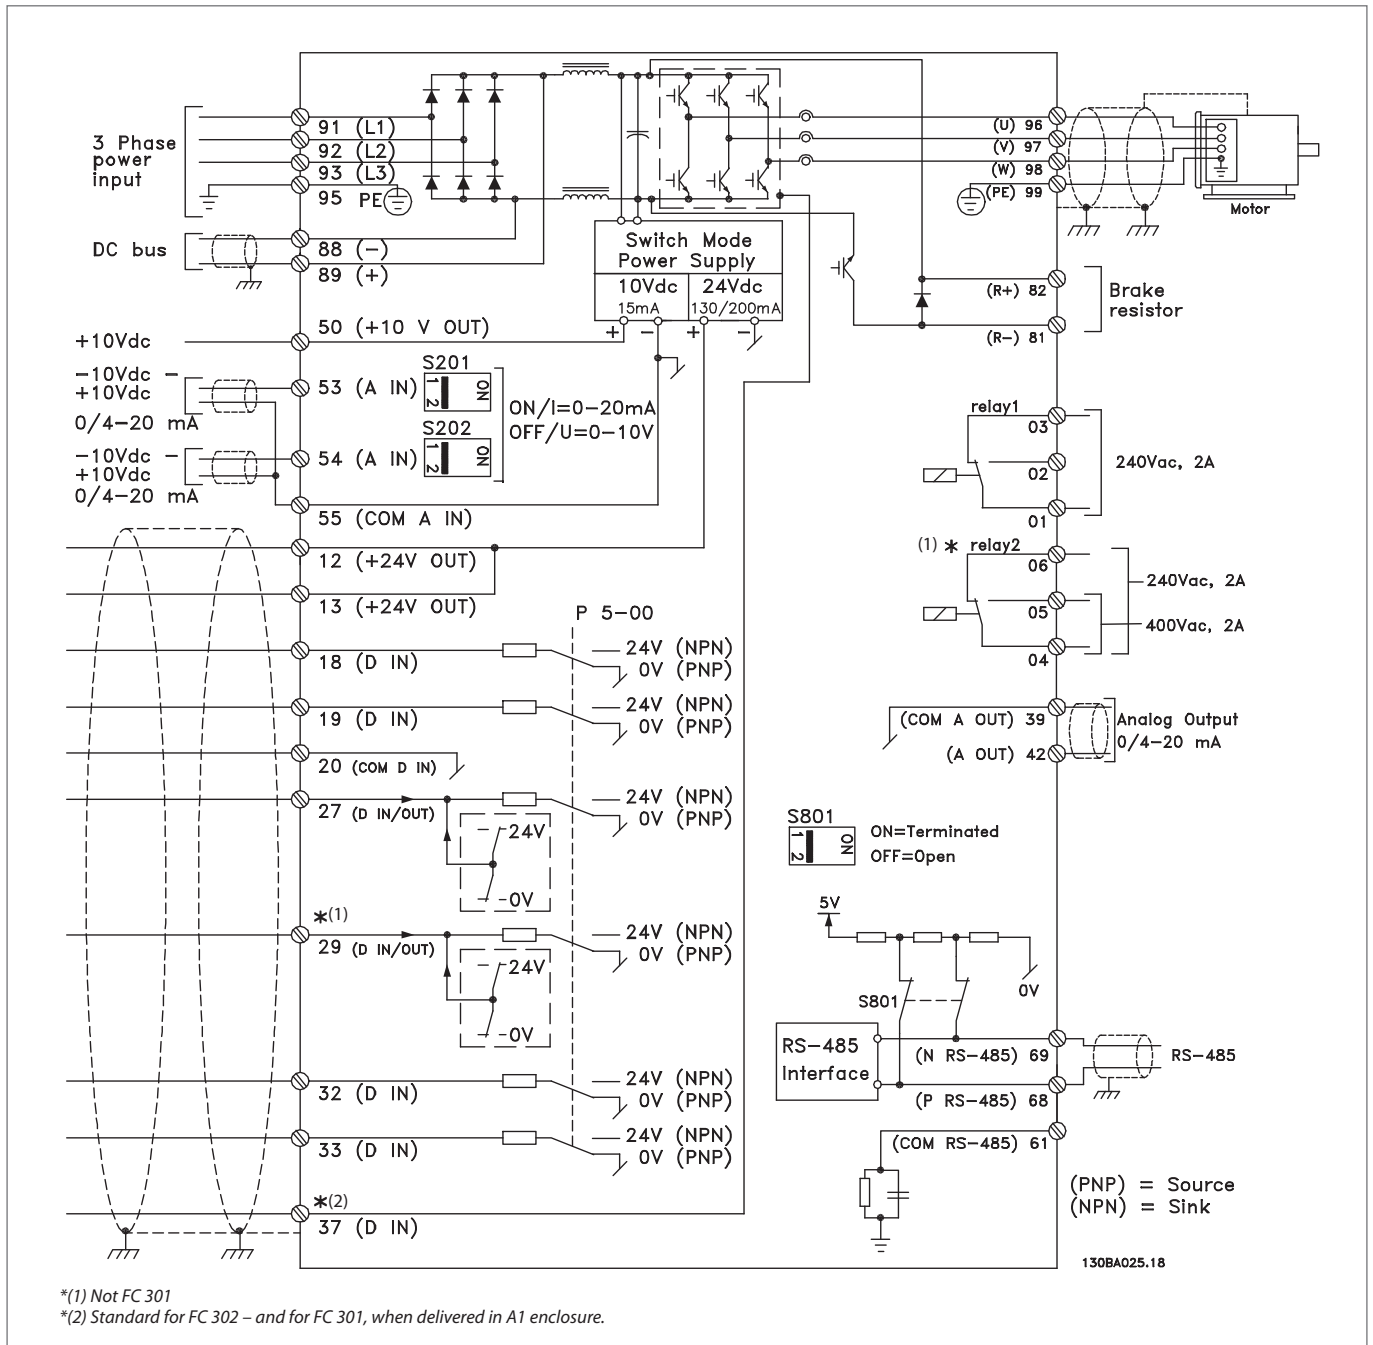 3 Phase
power
input
91 (L1)
92 (L2)
93 (L3)
95 PE
DC bus
88 (−)
89 (+)
+10Vdc
50 (+10 V OUT)
−10Vdc −
+10Vdc
0/4−20 mA
53 (A IN)
S201
1 2
ON
ON/I=0−20mA
OFF/U=0−10V
−10Vdc −
+10Vdc
0/4−20 mA
54 (A IN)
S202
1 2
ON
55 (COM A IN)
12 (+24V OUT)
13 (+24V OUT)
P 5-00
18 (D IN)
24V (NPN)
0V (PNP)
19 (D IN)
24V (NPN)
0V (PNP)
20 (COM D IN)
27 (D IN/OUT)
24V (NPN)
0V (PNP)
24V
0V
*(1)
29 (D IN/OUT)
24V (NPN)
0V (PNP)
24V
0V
32 (D IN)
24V (NPN)
0V (PNP)
33 (D IN)
24V (NPN)
0V (PNP)
*(2)
37 (D IN)
Switch Mode
Power Supply
10Vdc
15mA
24Vdc
130/200mA
+ − + −
(U) 96
(V) 97
(W) 98
(PE) 99
Motor
(R+) 82
(R−) 81
Brake
resistor
relay1
03
02
01
240Vac, 2A
(1) * relay2
06
05
04
240Vac, 2A
400Vac, 2A
(COM A OUT) 39
(A OUT) 42
Analog Output
0/4−20 mA
S801
1 2
ON
ON=Terminated
OFF=Open
5V
S801
0V
RS-485
Interface
(N RS-485) 69
(P RS-485) 68
(COM RS-485) 61
RS-485
(PNP) = Source
(NPN) = Sink
130BA025.18
*(1) Not FC 301
*(2) Standard for FC 302 – and for FC 301, when delivered in A1 enclosure.